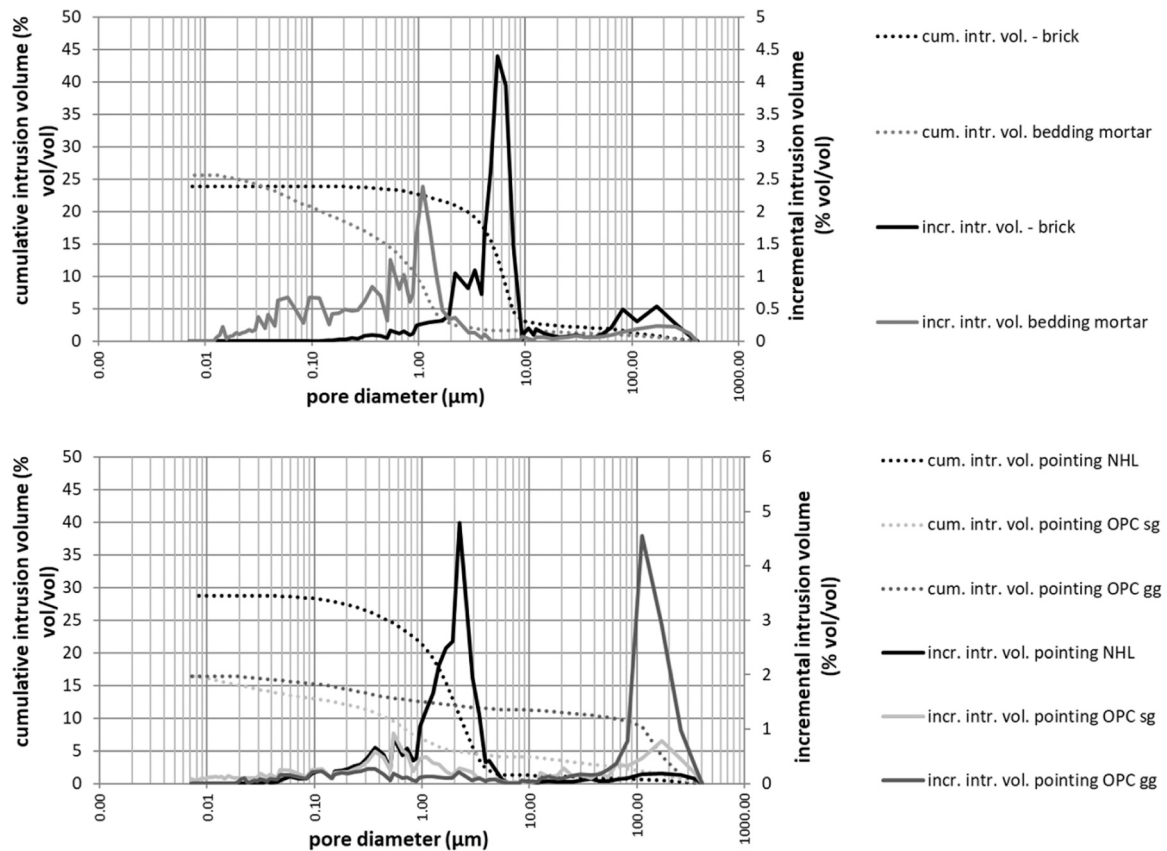 cumulative intrusion volume (%
vol/vol)
50
45
40
35
30
25
20
15
10
5
0
5
4.5
4
3.5
3
2.5
2
1.5
1
0.5
0
incremental intrusion volume
(% vol/vol)
0.00
0.01
0.10
1.00
10.00
100.00
1000.00
pore diameter (µm)
cum. intr. vol. - brick
cum. intr. vol. bedding mortar
incr. intr. vol. - brick
incr. intr. vol. bedding mortar
cumulative intrusion volume (%
vol/vol)
50
45
40
35
30
25
20
15
10
5
0
6
5
4
3
2
1
0
incremental intrusion volume
(% vol/vol)
0.00
0.01
0.10
1.00
10.00
100.00
1000.00
pore diameter (µm)
cum. intr. vol. pointing NHL
cum. intr. vol. pointing OPC sg
cum. intr. vol. pointing OPC gg
incr. intr. vol. pointing NHL
incr. intr. vol. pointing OPC sg
incr. intr. vol. pointing OPC gg